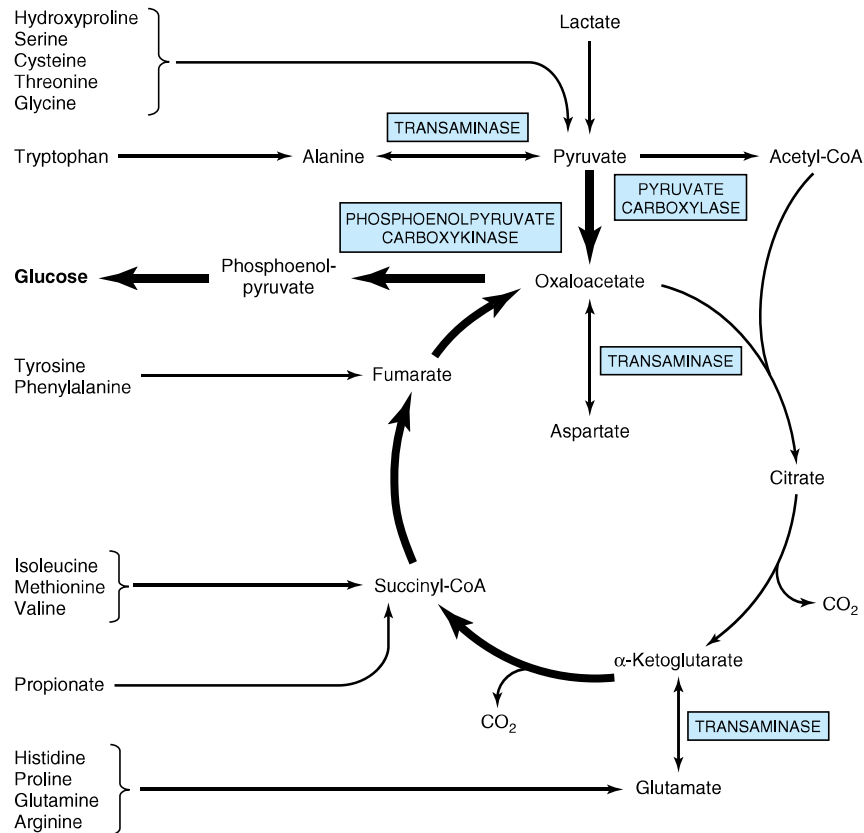 Hydroxyproline
Serine
Cysteine
Threonine
Glycine
Lactate
TRANSAMINASE
Tryptophan
Alanine
Pyruvate
Acetyl-CoA
PYRUVATE
CARBOXYLASE
PHOSPHOENOLPYRUVATE
CARBOXYKINASE
Glucose
Phosphoenol-
pyruvate
Oxaloacetate
Tyrosine
Phenylalanine
Fumarate
TRANSAMINASE
Aspartate
Citrate
Isoleucine
Methionine
Valine
Succinyl-CoA
CO₂
α-Ketoglutarate
Propionate
CO₂
TRANSAMINASE
Histidine
Proline
Glutamine
Arginine
Glutamate